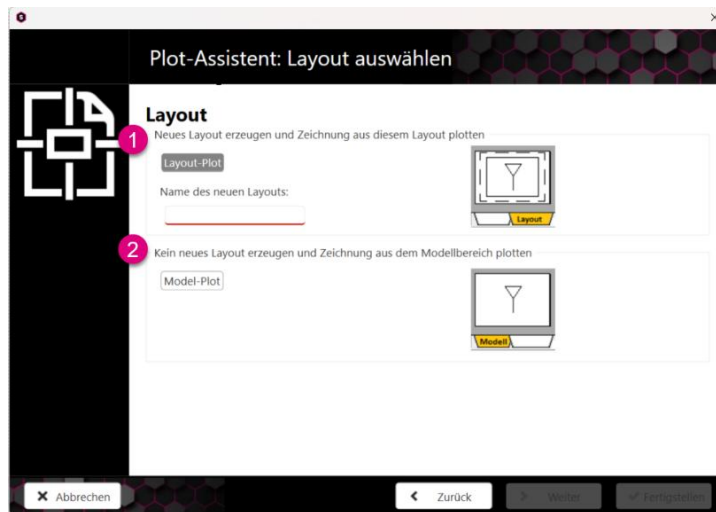 Plot-Assistent: Layout auswählen
Layout
1
Neues Layout erzeugen und Zeichnung aus diesem Layout plotten
Layout-Plot
Name des neuen Layouts:
Layout
2
Kein neues Layout erzeugen und Zeichnung aus dem Modellbereich plotten
Model-Plot
Modell
Abbrechen
Zurück
Weiter
Fertigstellen